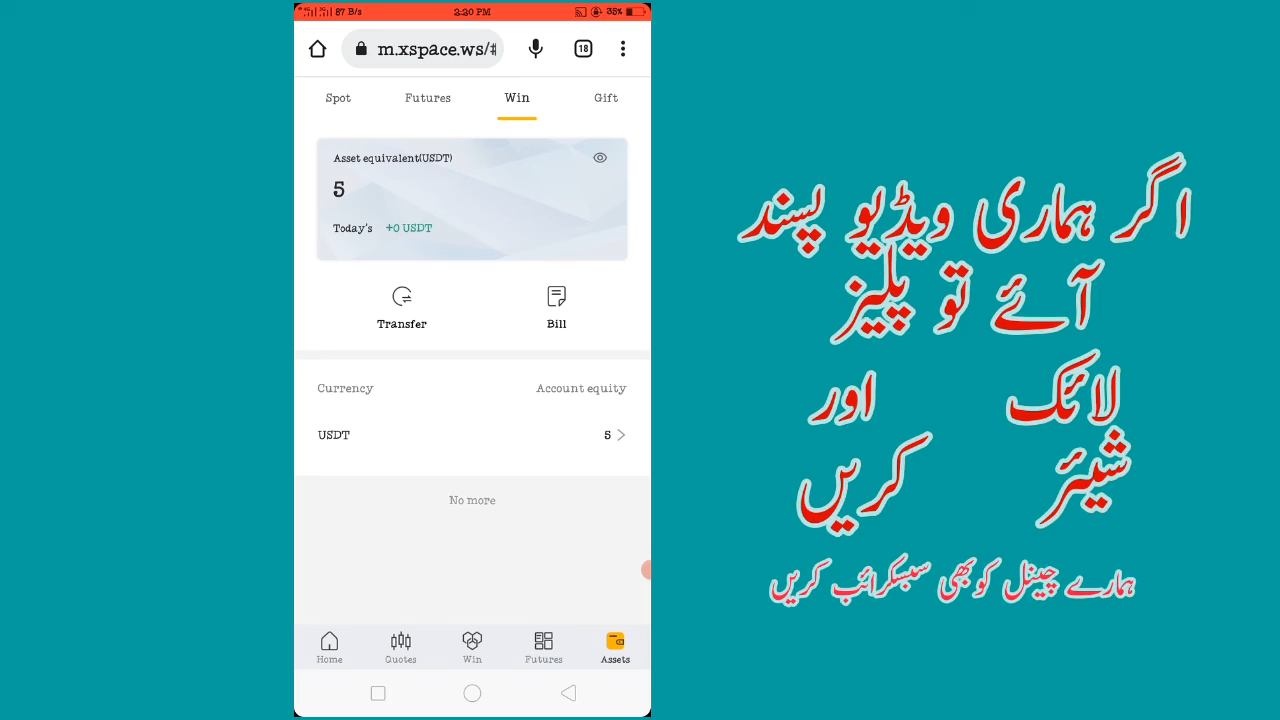 87 B/s 2:20 PM 35%
m.xspace.ws/#
18
Spot Futures Win Gift
Asset equivalent(USDT)
5
Today's +0 USDT
Transfer Bill
Currency Account equity
USDT 5
No more
Home Quotes Win Futures Assets
اگر ہماری ویڈیو پسند
آئے تو پلیز
لائک اور
شیئر کریں
ہمارے چینل کو بھی سبسکرائب کریں